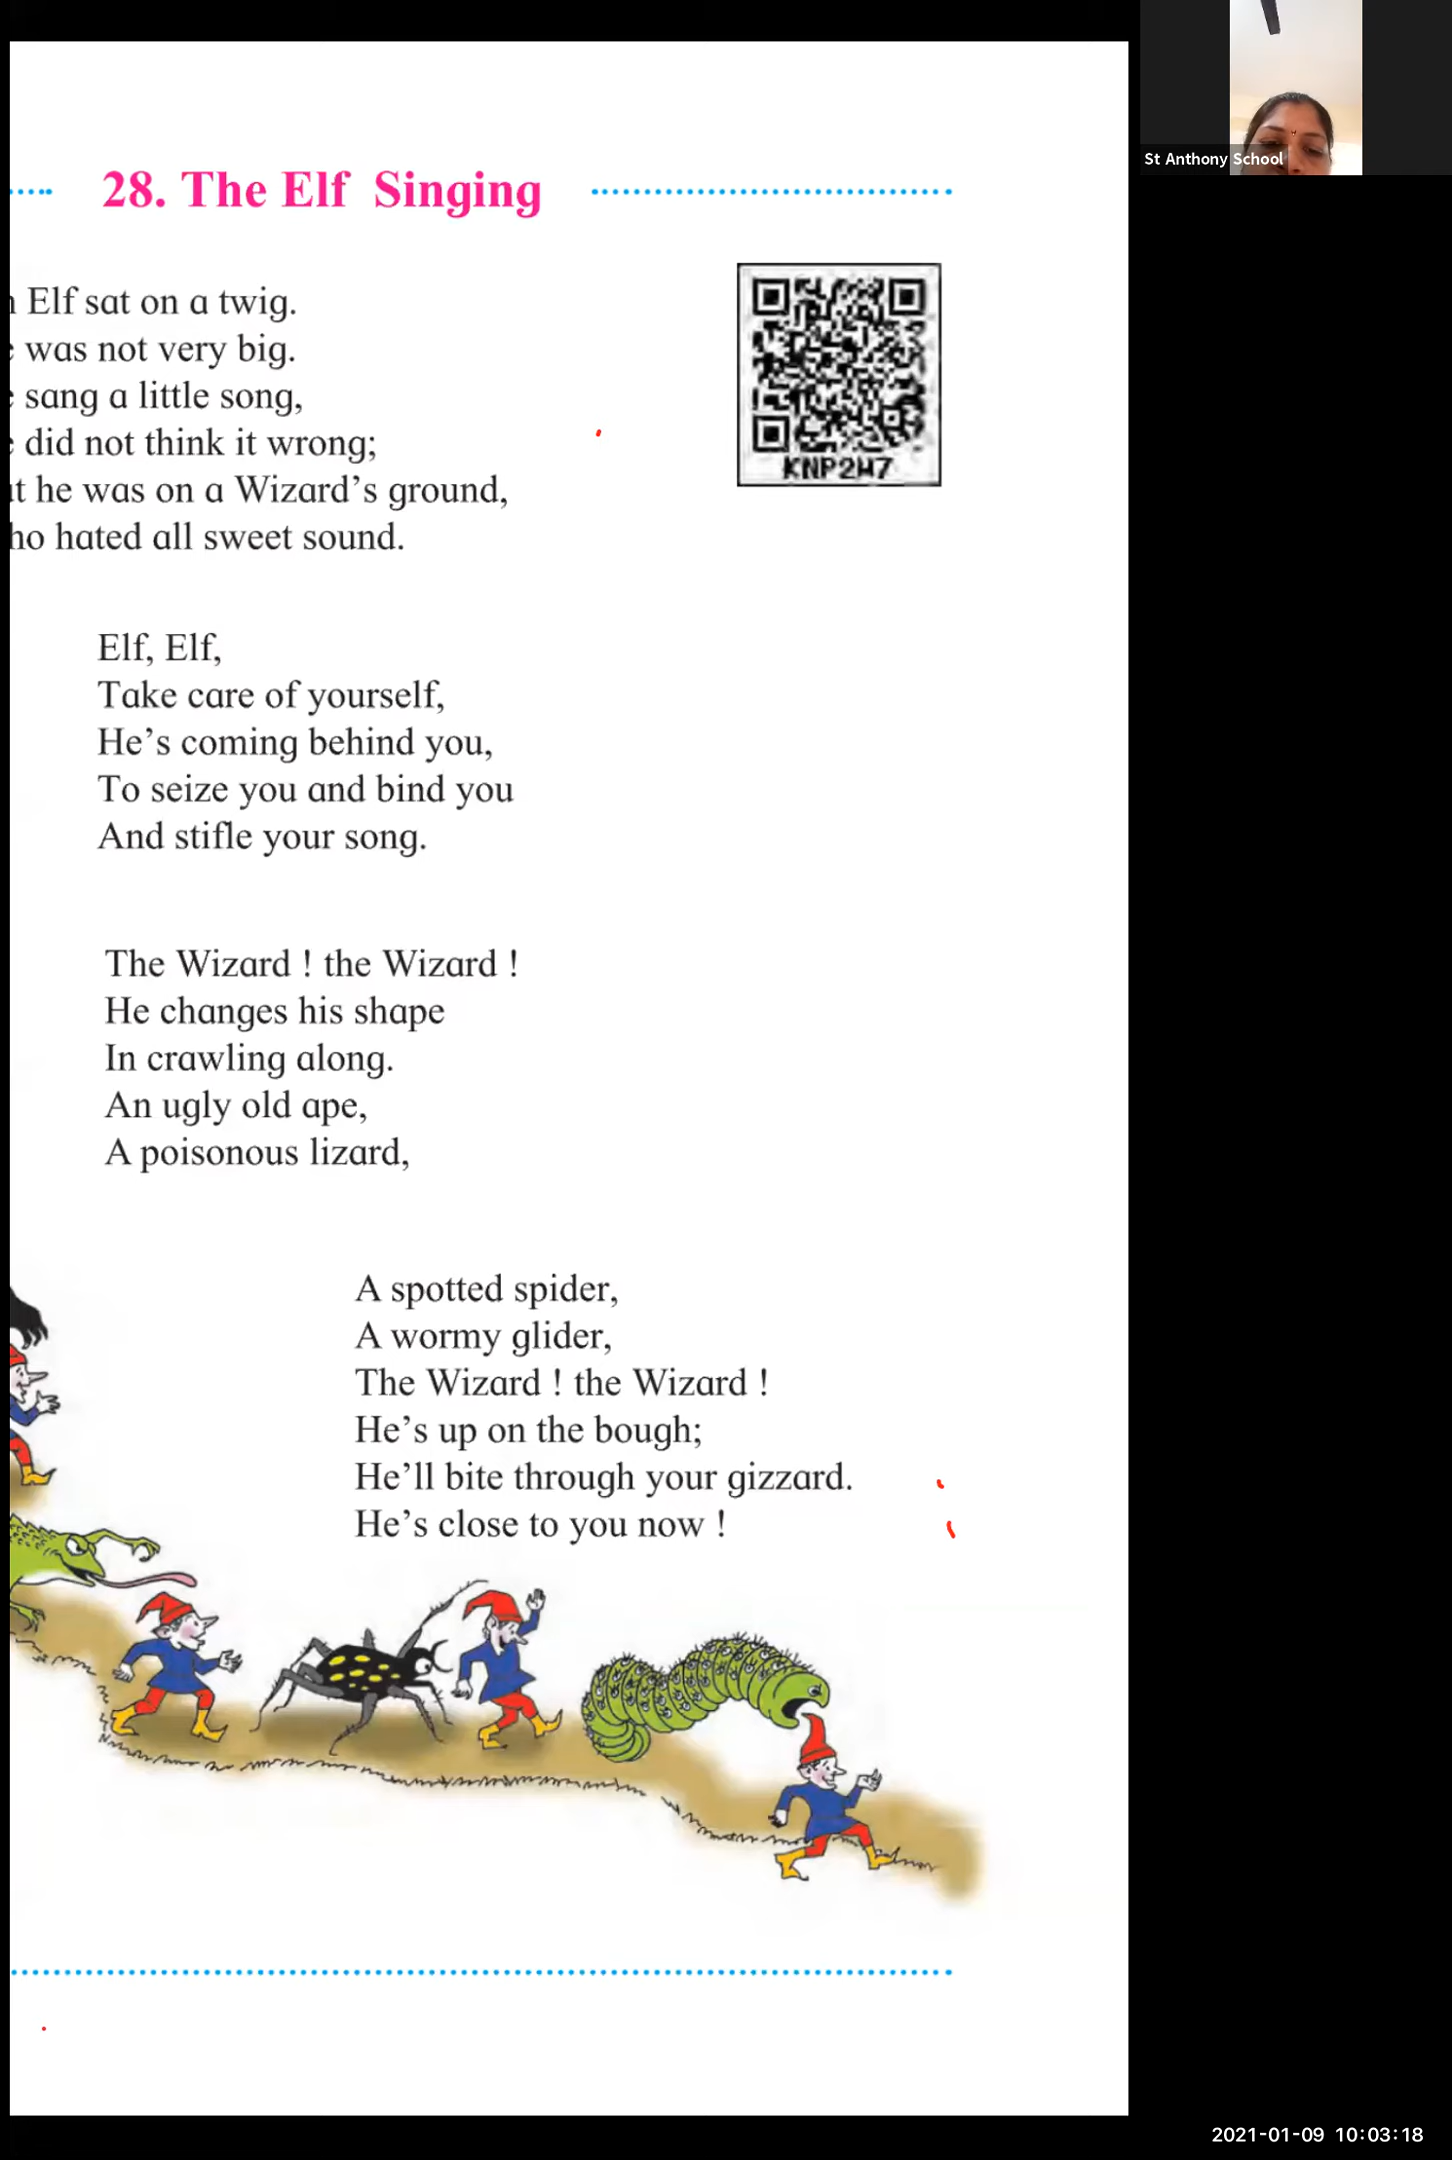 St Anthony School
28. The Elf Singing
Elf sat on a twig.
was not very big.
sang a little song,
did not think it wrong;
he was on a Wizard's ground,
hated all sweet sound.
KNP2W7
Elf, Elf,
Take care of yourself,
He's coming behind you,
To seize you and bind you
And stifle your song.
The Wizard ! the Wizard !
He changes his shape
In crawling along.
An ugly old ape,
A poisonous lizard,
A spotted spider,
A wormy glider,
The Wizard ! the Wizard !
He's up on the bough;
He'll bite through your gizzard.
He's close to you now !
2021-01-09 10:03:18